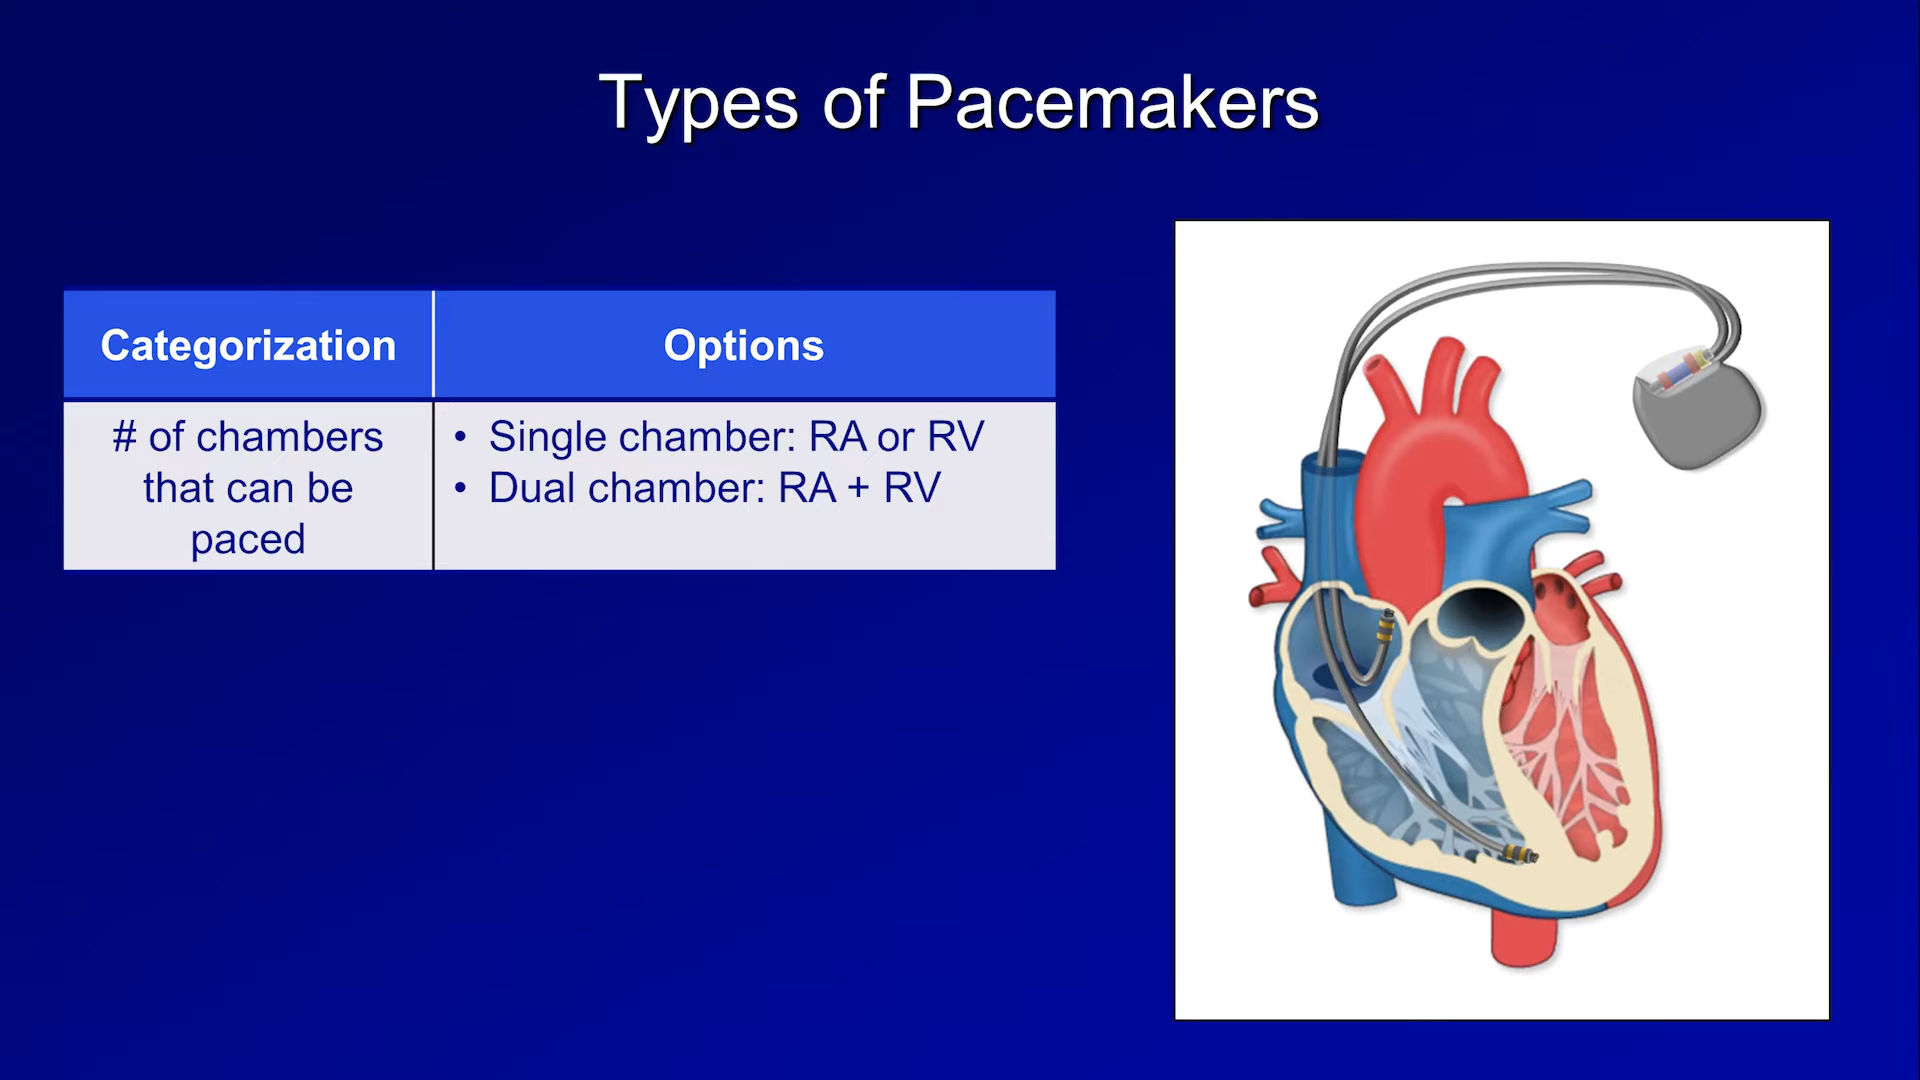 Types of Pacemakers
Categorization
Options
# of chambers
that can be
paced
• Single chamber: RA or RV
• Dual chamber: RA + RV